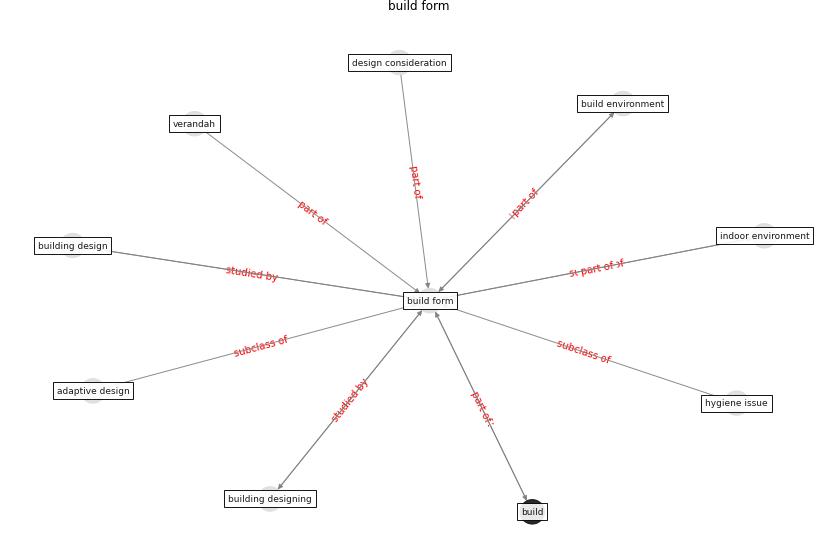 build form
design consideration
build environment
verandah
part of
part of
part of
indoor environment
building design
studied by
part of
build form
subclass of
subclass of
adaptive design
hygiene issue
studied by
part of
building designing
build